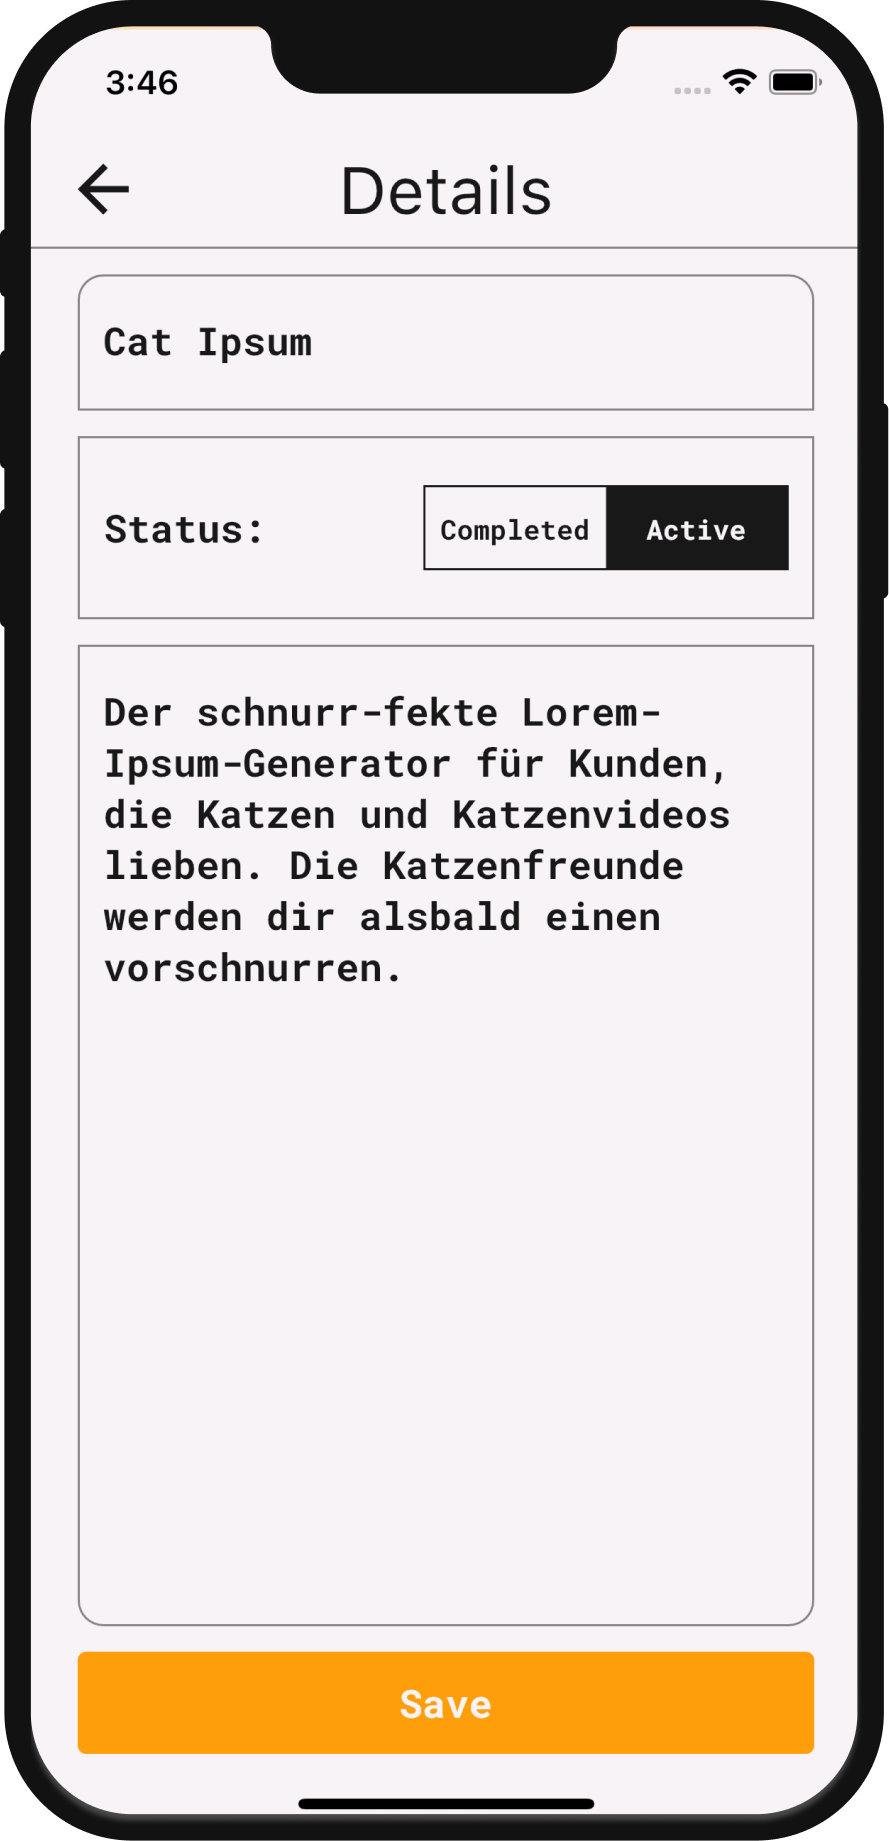 3:46
Details
Cat Ipsum
Status:
Completed
Active
Der schnurr-fekte Lorem-
Ipsum-Generator für Kunden,
die Katzen und Katzenvideos
lieben. Die Katzenfreunde
werden dir alsbald einen
vorschnurren.
Save